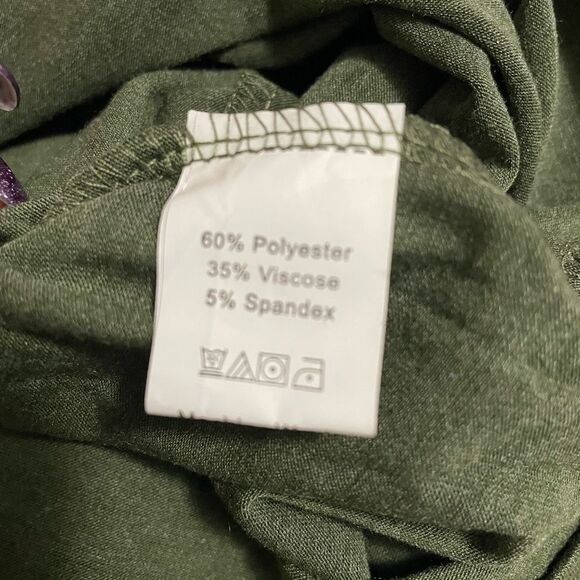 60% Polyester
35% Viscose
5% Spandex